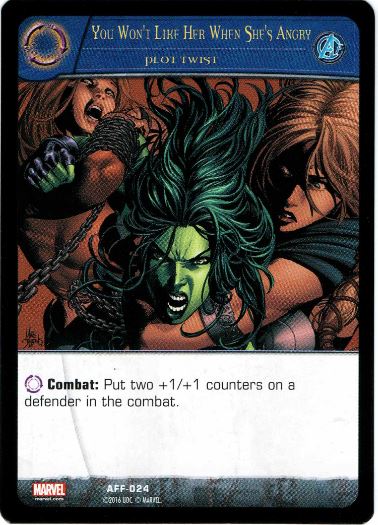 You Won't Like Her When She's Angry
PLOT TWIST
Combat: Put two +1/+1 counters on a
defender in the combat.
MARVEL
marvel.com
AFF-024
©2016 UDC. © MARVEL.